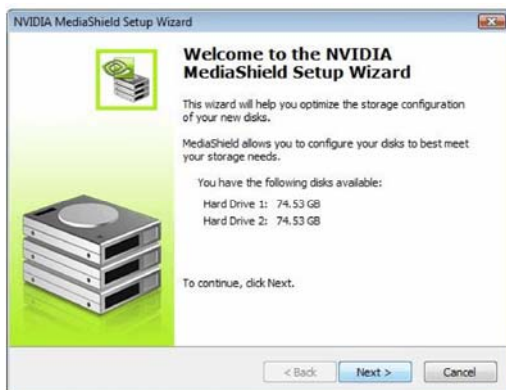 NVIDIA MediaShield Setup Wizard
Welcome to the NVIDIA
MediaShield Setup Wizard
This wizard will help you optimize the storage configuration
of your new disks.
MediaShield allows you to configure your disks to best meet
your storage needs.
You have the following disks available:
Hard Drive 1: 74.53 GB
Hard Drive 2: 74.53 GB
To continue, click Next.
< Back Next > Cancel